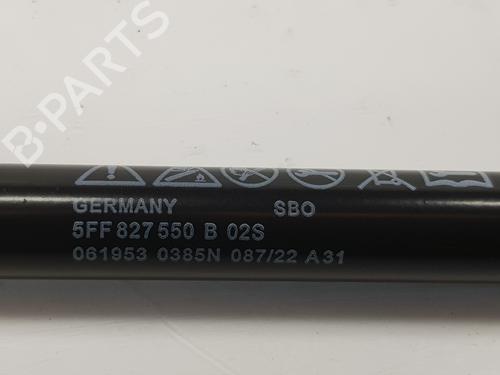 B-PARTS
GERMANY SBO
5FF 827 550 B 02S
061953 0385N 087/22 A31